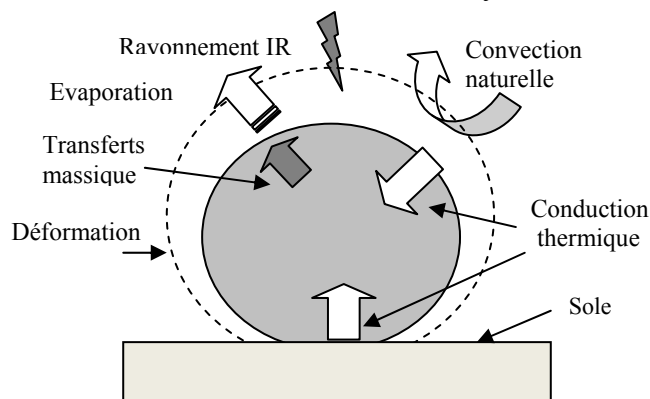 Rayonnement IR
Convection
naturelle
Evaporation
Transferts
massique
Conduction
thermique
Déformation
Sole